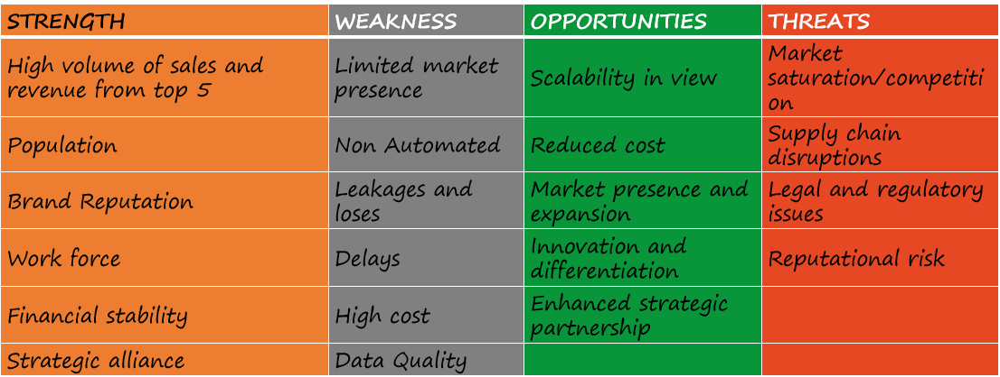 STRENGTH
WEAKNESS
OPPORTUNITIES
THREATS
High volume of sales and
revenue from top 5
Limited market
presence
Scalability in view
Market
saturation/competiti
on
Population
Non Automated
Reduced cost
Supply chain
disruptions
Brand Reputation
Leakages and
loses
Market presence and
expansion
Legal and regulatory
issues
Work force
Delays
Innovation and
differentiation
Reputational risk
Financial stability
High cost
Enhanced strategic
partnership
Strategic alliance
Data Quality